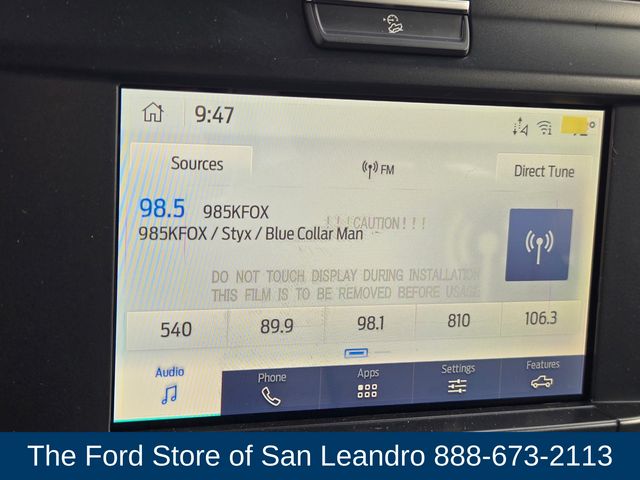 9:47
Sources
FM
Direct Tune
98.5 985KFOX
985KFOX / Styx / Blue Collar Man
! ! CAUTION ! ! !
DO NOT TOUCH DISPLAY DURING INSTALLATION
THIS FILM IS TO BE REMOVED BEFORE USAGE
540 89.9 98.1 810 106.3
Audio Phone Apps Settings Features
The Ford Store of San Leandro 888-673-2113